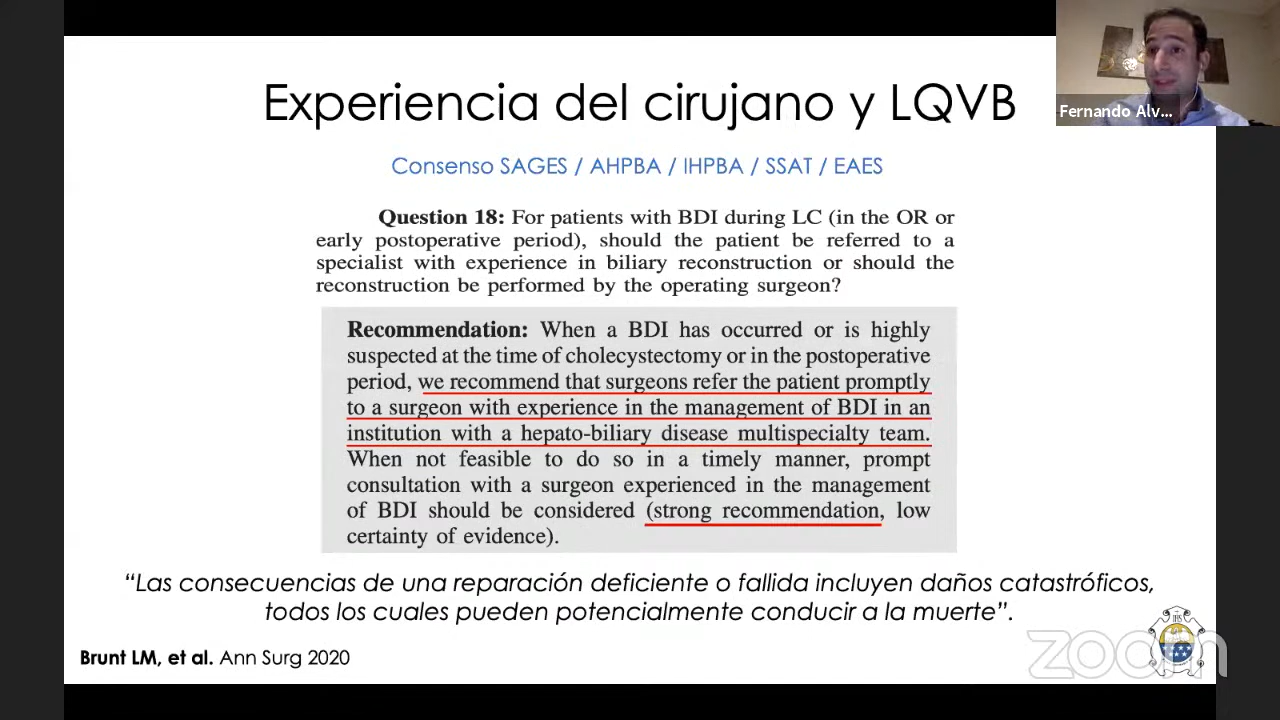 Experiencia del cirujano y LQVB
Fernando Alv...
Consenso SAGES / AHPBA / IHPBA / SSAT / EAES
Question 18: For patients with BDI during LC (in the OR or
early postoperative period), should the patient be referred to a
specialist with experience in biliary reconstruction or should the
reconstruction be performed by the operating surgeon?
Recommendation: When a BDI has occurred or is highly
suspected at the time of cholecystectomy or in the postoperative
period, we recommend that surgeons refer the patient promptly
to a surgeon with experience in the management of BDI in an
institution with a hepato-biliary disease multispecialty team.
When not feasible to do so in a timely manner, prompt
consultation with a surgeon experienced in the management
of BDI should be considered (strong recommendation, low
certainty of evidence).
“Las consecuencias de una reparación deficiente o fallida incluyen daños catastróficos,
todos los cuales pueden potencialmente conducir a la muerte”.
Brunt LM, et al. Ann Surg 2020
zoom